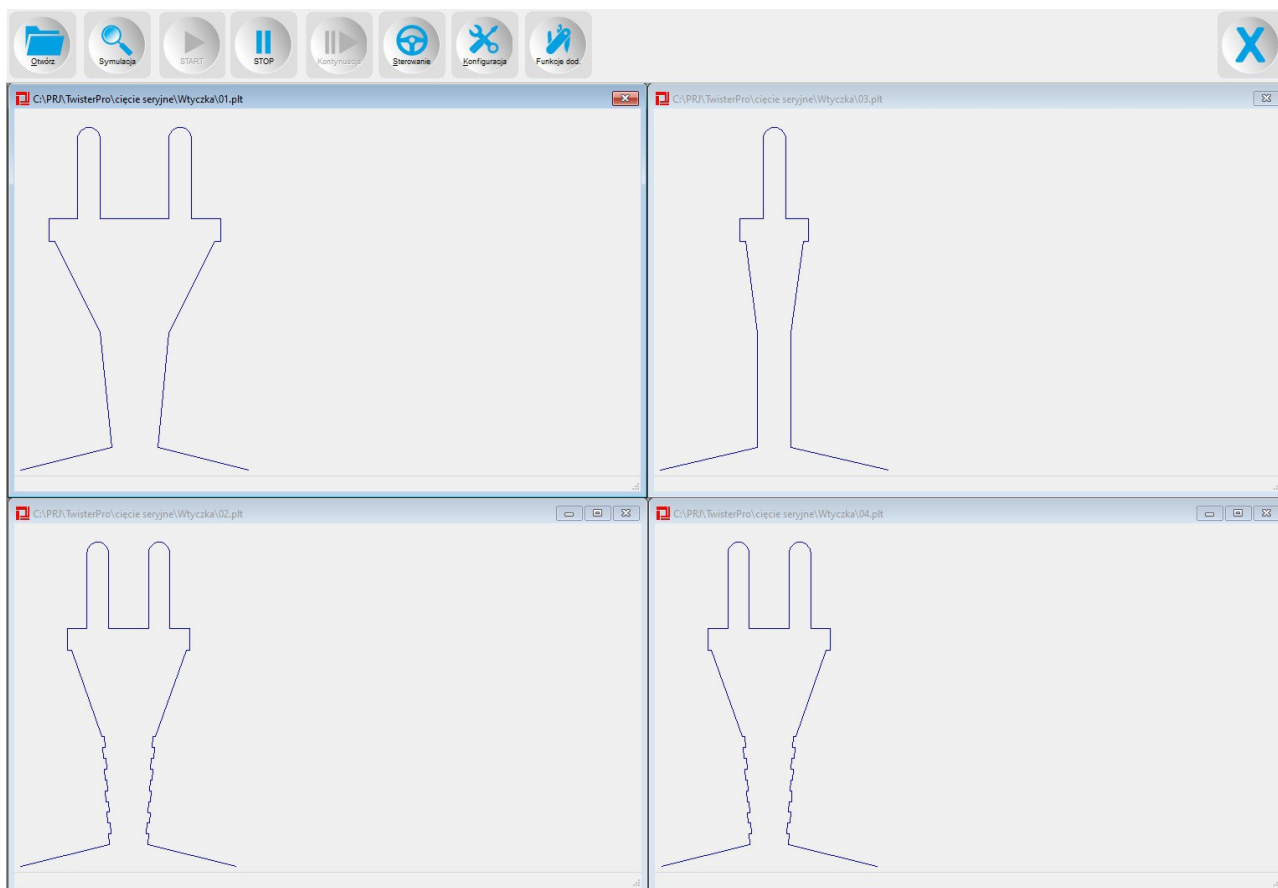 Otwórz
Symulacja
START
STOP
Kontynuacja
Sterowanie
Konfiguracja
Funkcje dod.
C:\PRJ\TwisterPro\cięcie seryjne\Wtyczka\01.plt
C:\PRJ\TwisterPro\cięcie seryjne\Wtyczka\03.plt
C:\PRJ\TwisterPro\cięcie seryjne\Wtyczka\02.plt
C:\PRJ\TwisterPro\cięcie seryjne\Wtyczka\04.plt